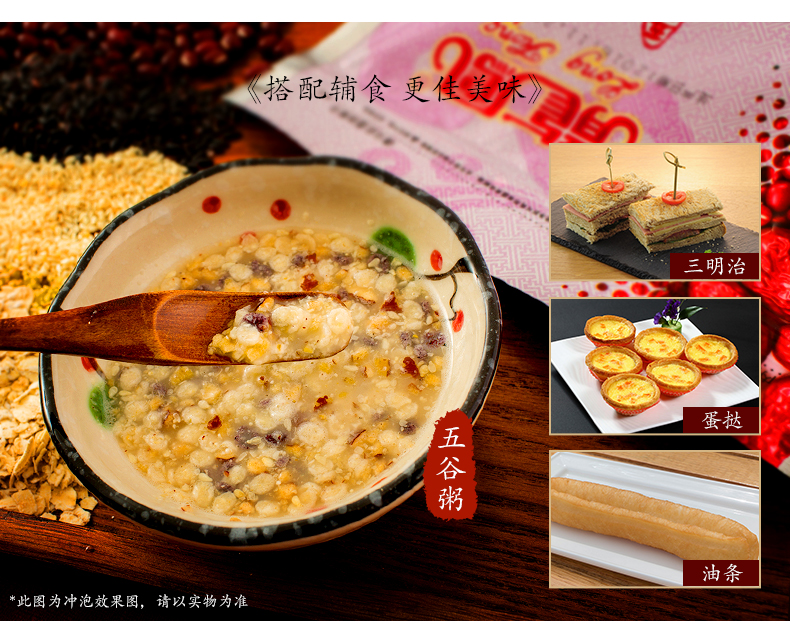 《搭配辅食 更佳美味》
三明治
蛋挞
五谷粥
油条
*此图为冲泡效果图，请以实物为准